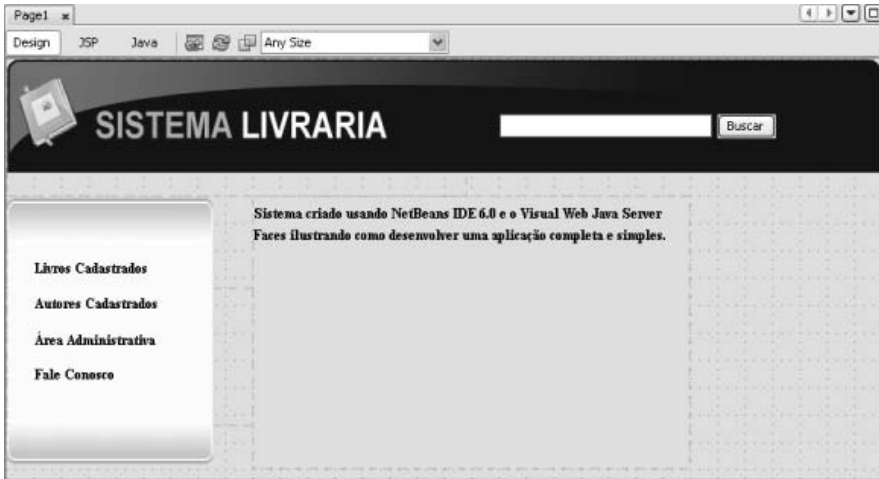 Page1 x
Design JSP Java Any Size
SISTEMA LIVRARIA Buscar
Sistema criado usando NetBeans IDE 6.0 e o Visual Web Java Server
Faces ilustrando como desenvolver uma aplicação completa e simples.
Livros Cadastrados
Autores Cadastrados
Área Administrativa
Fale Conosco